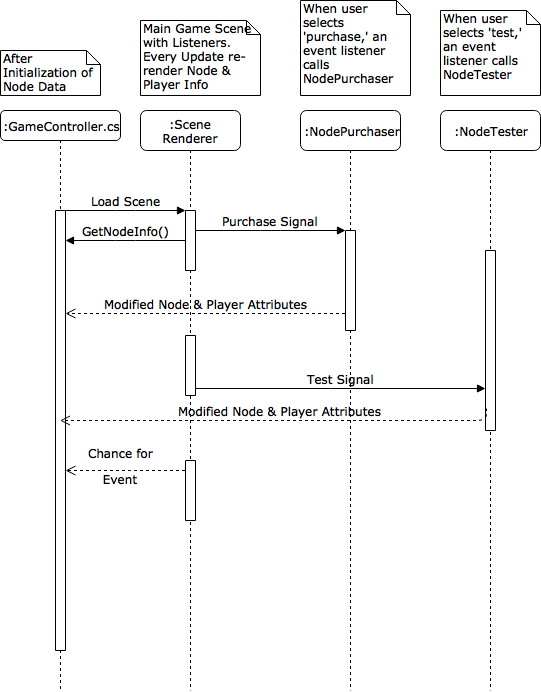 After
Initialization of
Node Data
Main Game Scene
with Listeners.
Every Update re-
render Node &
Player Info
When user
selects
'purchase,' an
event listener
calls
NodePurchaser
When user
selects 'test,'
an event
listener calls
NodeTester
:GameController.cs
:Scene
Renderer
:NodePurchaser
:NodeTester
Load Scene
Purchase Signal
GetNodeInfo()
Modified Node & Player Attributes
Test Signal
Modified Node & Player Attributes
Chance for
Event